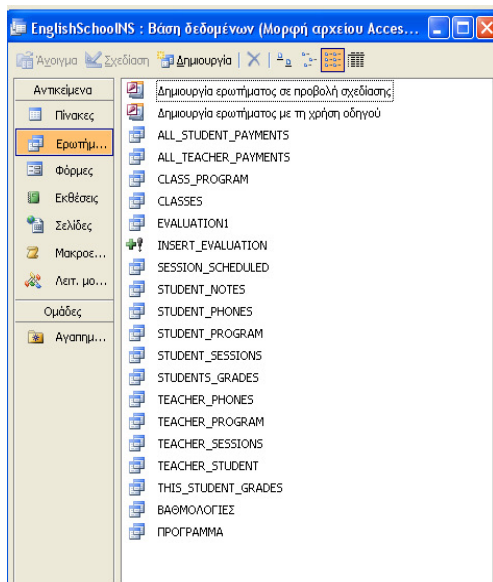 EnglishSchoolNS : Βάση δεδομένων (Μορφή αρχείου Acces...
Άνοιγμα Σχεδίαση Δημιουργία
Αντικείμενα
Πίνακες
Ερωτήμ...
Φόρμες
Εκθέσεις
Σελίδες
Μακροε...
Λειτ. μο...
Ομάδες
Αγαπημ...
Δημιουργία ερωτήματος σε προβολή σχεδίασης
Δημιουργία ερωτήματος με τη χρήση οδηγού
ALL_STUDENT_PAYMENTS
ALL_TEACHER_PAYMENTS
CLASS_PROGRAM
CLASSES
EVALUATION1
INSERT_EVALUATION
SESSION_SCHEDULED
STUDENT_NOTES
STUDENT_PHONES
STUDENT_PROGRAM
STUDENT_SESSIONS
STUDENTS_GRADES
TEACHER_PHONES
TEACHER_PROGRAM
TEACHER_SESSIONS
TEACHER_STUDENT
THIS_STUDENT_GRADES
ΒΑΘΜΟΛΟΓΙΕΣ
ΠΡΟΓΡΑΜΜΑ